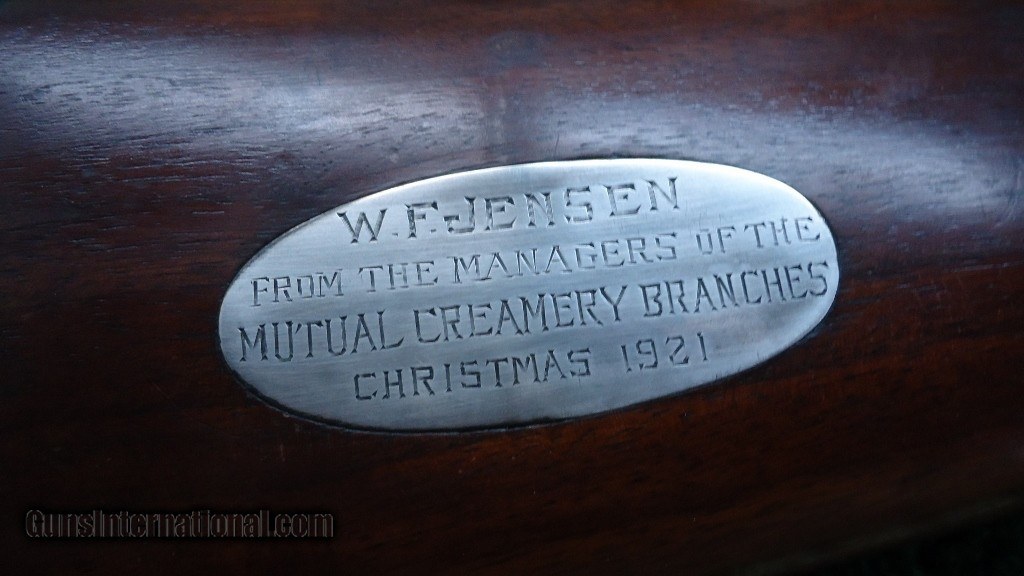 W.F.JENSEN
FROM THE MANAGERS OF THE
MUTUAL CREAMERY BRANCHES
CHRISTMAS 1921
GunsInternational.com